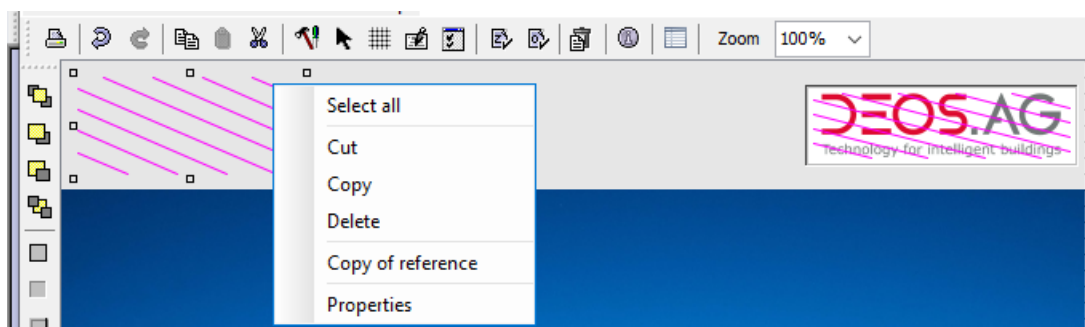 Zoom 100%
DEOS.AG
Technology for intelligent buildings
Select all
Cut
Copy
Delete
Copy of reference
Properties